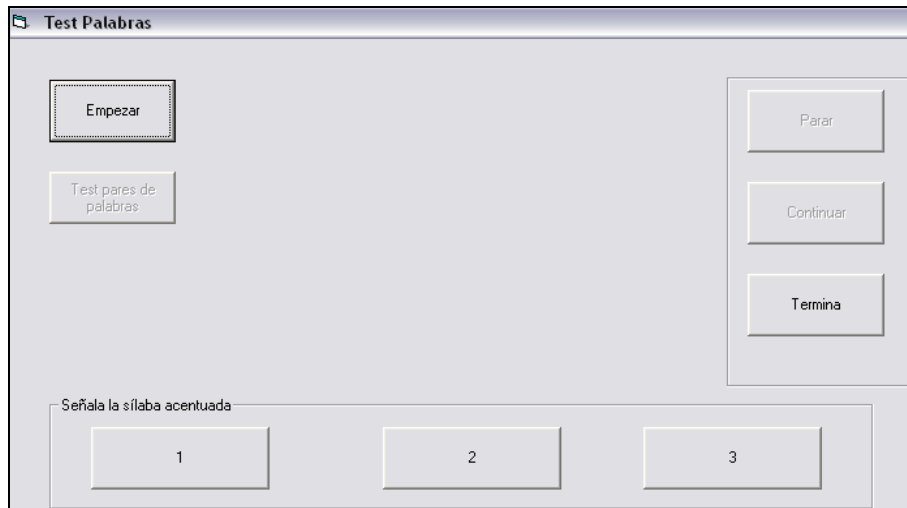 Test Palabras
Empezar
Parar
Test pares de
palabras
Continuar
Termina
Señala la sílaba acentuada
1 2 3